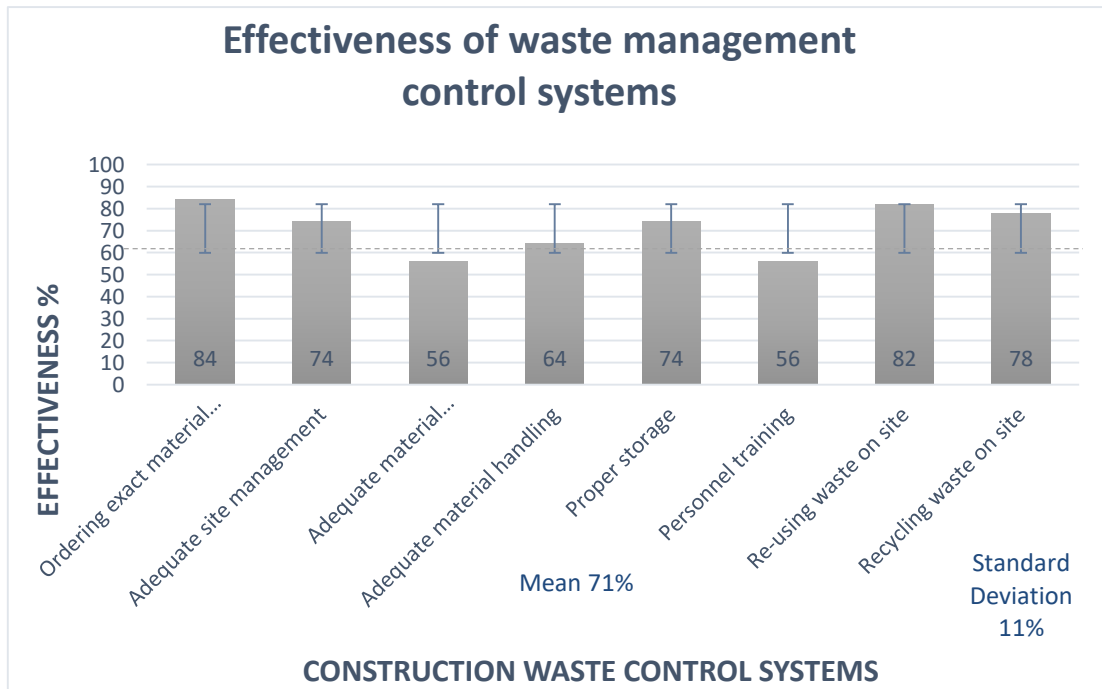 Effectiveness of waste management
control systems
100
90
80
70
60
50
40
30
20
10
0
EFFECTIVENESS %
84
74
56
64
74
56
82
78
Ordering exact material...
Adequate site management
Adequate material...
Adequate material handling
Proper storage
Personnel training
Re-using waste on site
Recycling waste on site
Mean 71%
Standard
Deviation
11%
CONSTRUCTION WASTE CONTROL SYSTEMS